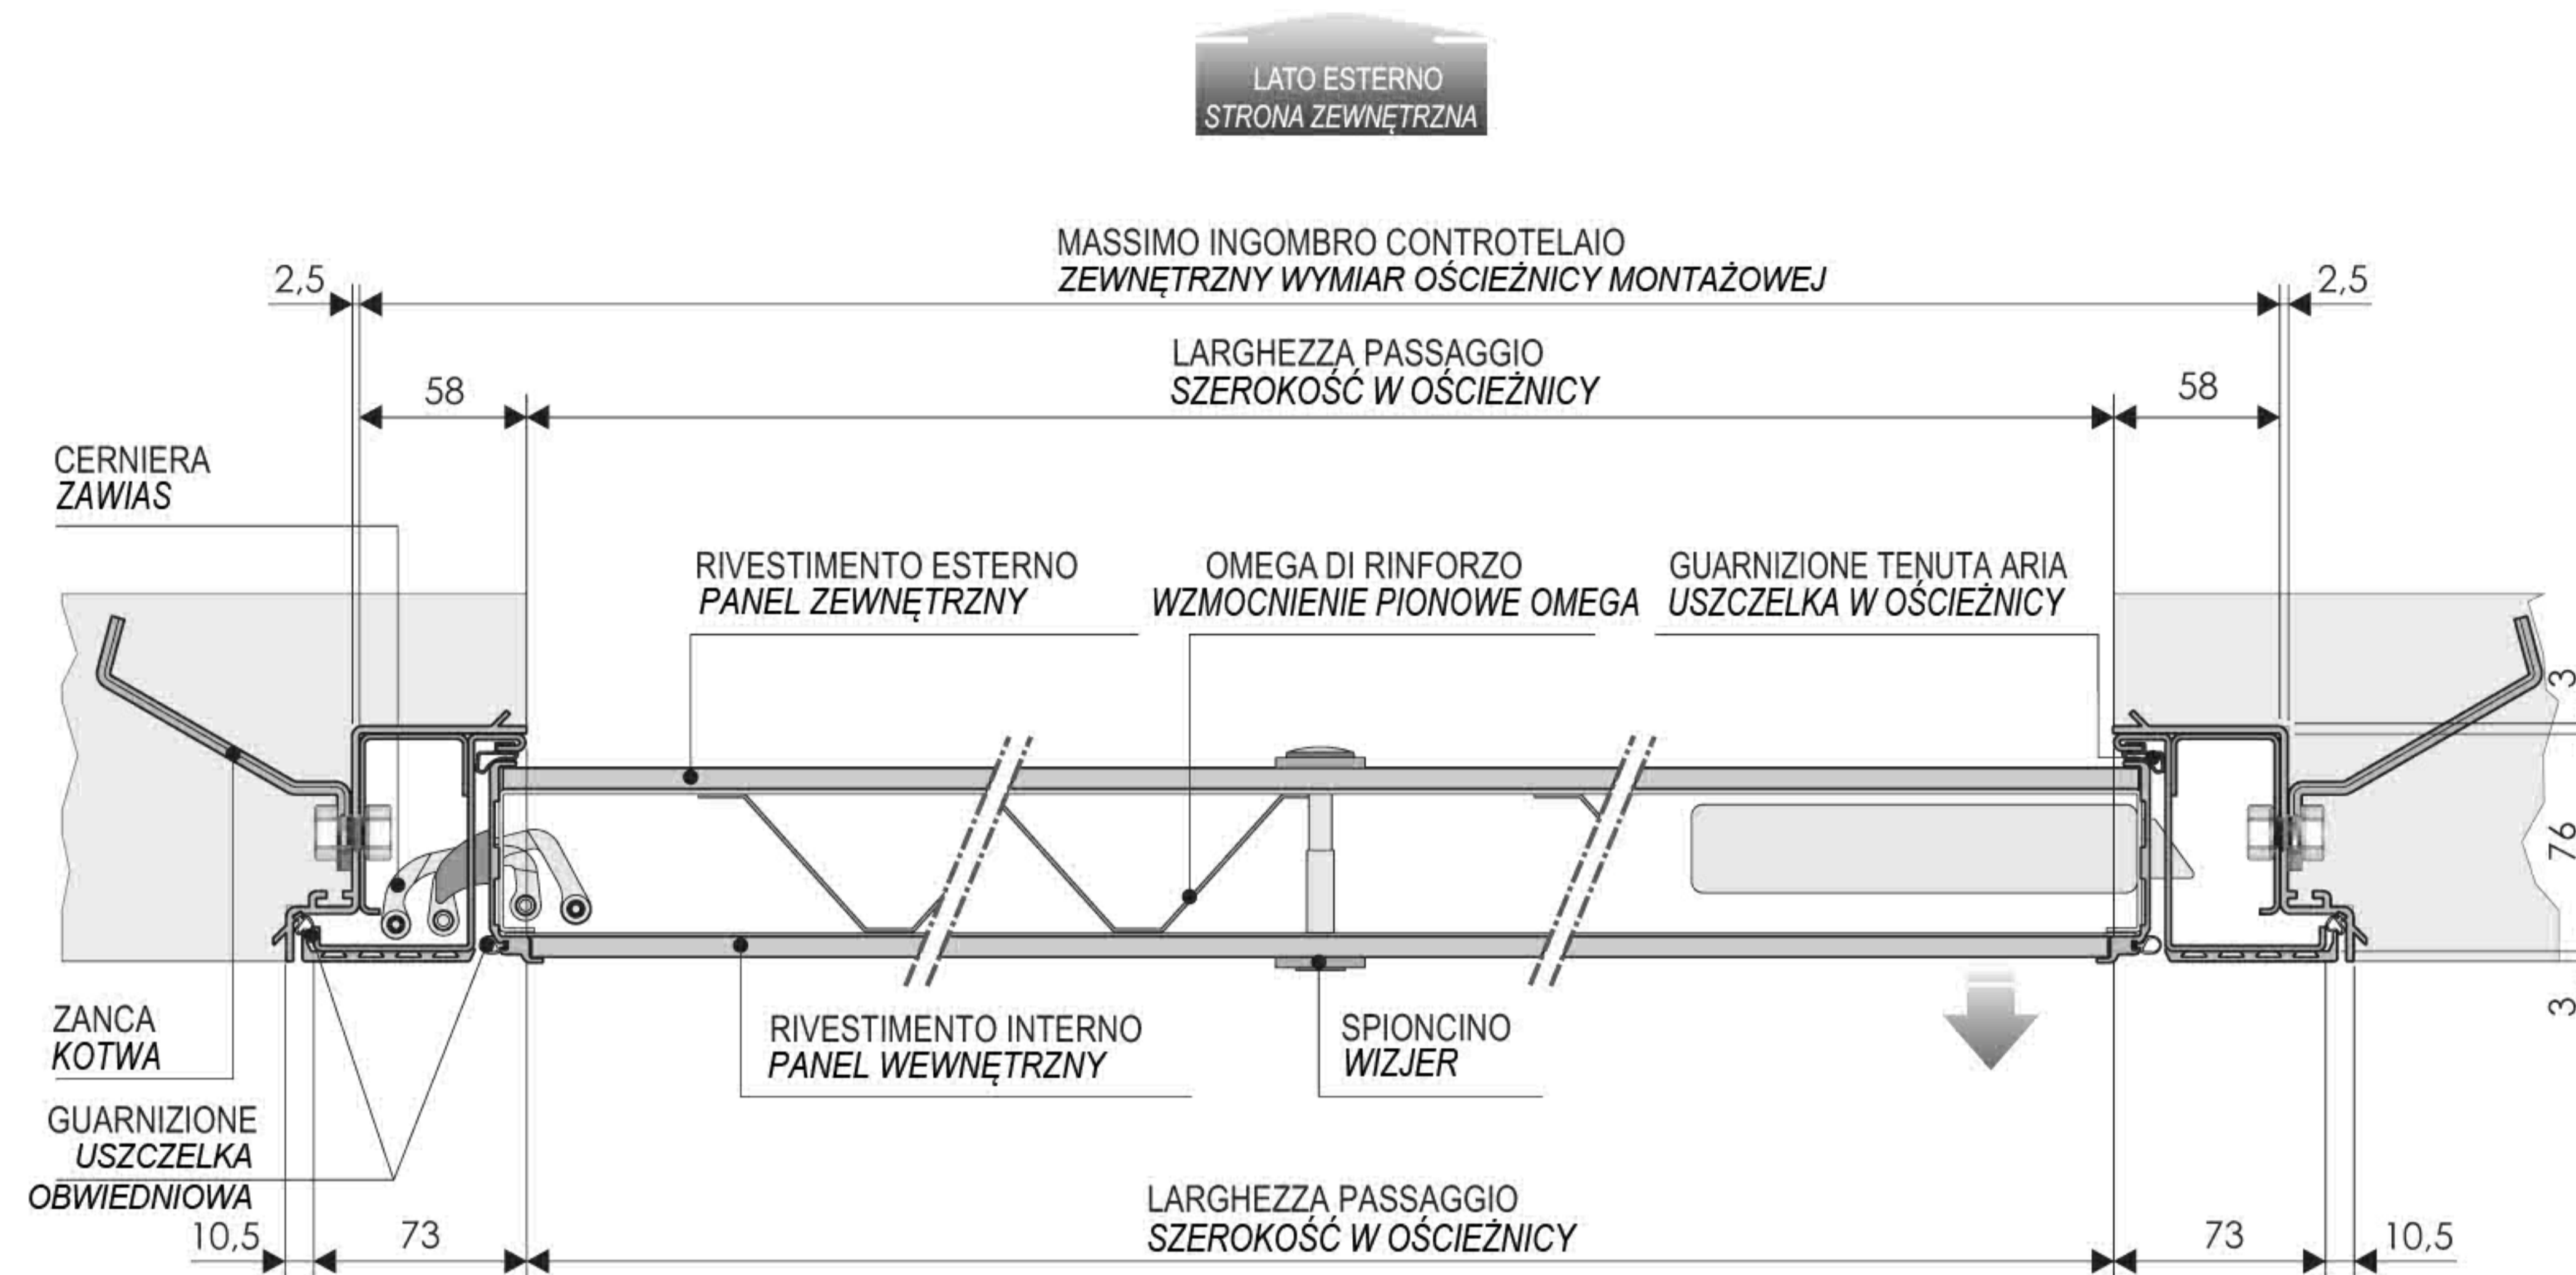 LATO ESTERNO
STRONA ZEWNĘTRZNA
MASSIMO INGOMBRO CONTROTELAIO
ZEWNĘTRZNY WYMIAR OŚCIEŻNICY MONTAŻOWEJ
2,5
2,5
LARGHEZZA PASSAGGIO
SZEROKOŚĆ W OŚCIEŻNICY
58
58
CERNIERA
ZAWIAS
RIVESTIMENTO ESTERNO
PANEL ZEWNĘTRZNY
OMEGA DI RINFORZO
WZMOCNIENIE PIONOWE OMEGA
GUARNIZIONE TENUTA ARIA
USZCZELKA W OŚCIEŻNICY
3
76
3
ZANCA
KOTWA
RIVESTIMENTO INTERNO
PANEL WEWNĘTRZNY
SPIONCINO
WIZJER
GUARNIZIONE
USZCZELKA
OBWIEDNIOWA
LARGHEZZA PASSAGGIO
SZEROKOŚĆ W OŚCIEŻNICY
10,5
73
73
10,5